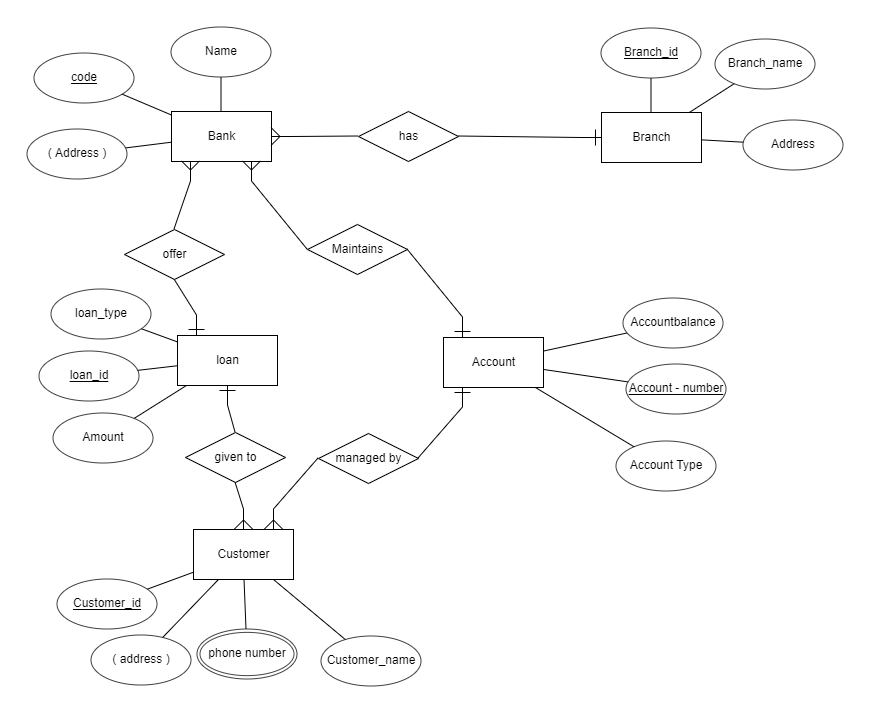 Name
Branch_id
Branch_name
code
Bank
has
Branch
Address
( Address )
offer
Maintains
loan_type
Accountbalance
loan
Account
loan_id
Account - number
Amount
given to
managed by
Account Type
Customer
Customer_id
( address )
phone number
Customer_name